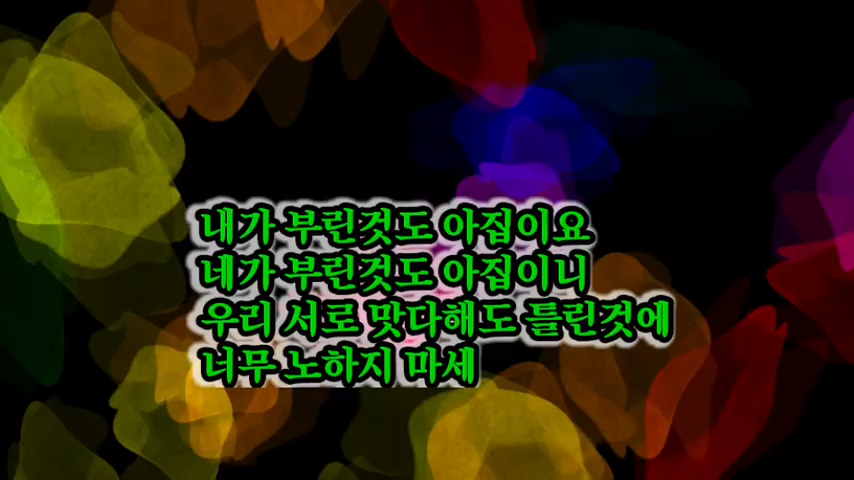 내가 부린것도 아집이요
네가 부린것도 아집이니
우리 서로 맞다해도 틀린것에
너무 노하지 마세